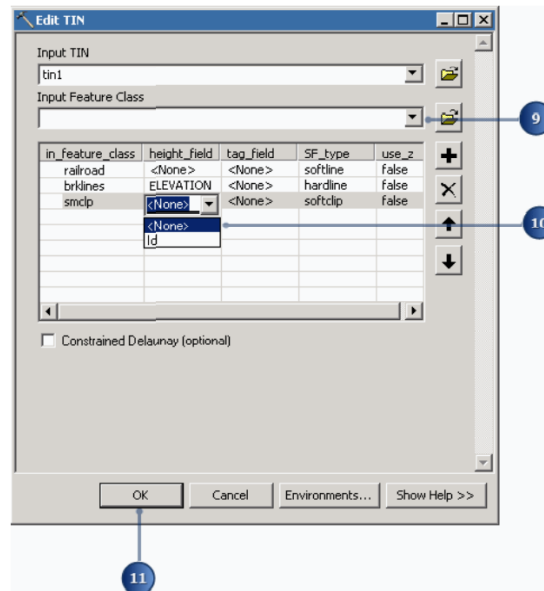 Edit TIN
Input TIN
tin1
Input Feature Class
9
in_feature_class height_field tag_field SF_type use_z
railroad <None> <None> softline false
brklines ELEVATION <None> hardline false
smclp <None> <None> softclip false
<None>
10
Id
Constrained Delaunay (optional)
OK Cancel Environments... Show Help >>
11